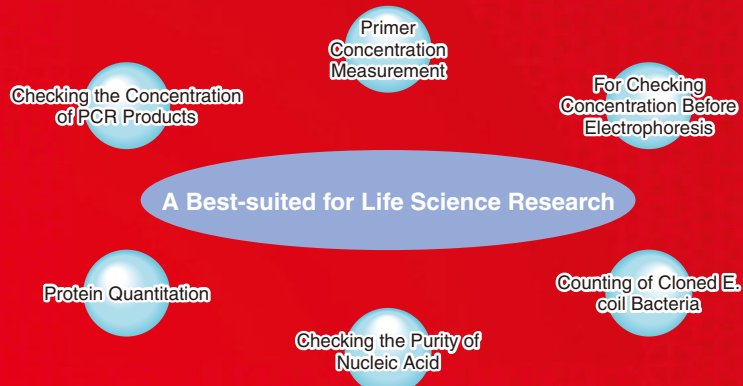 Primer
Concentration
Measurement
Checking the Concentration
of PCR Products
For Checking
Concentration Before
Electrophoresis
A Best-suited for Life Science Research
Protein Quantitation
Counting of Cloned E.
coil Bacteria
Checking the Purity of
Nucleic Acid